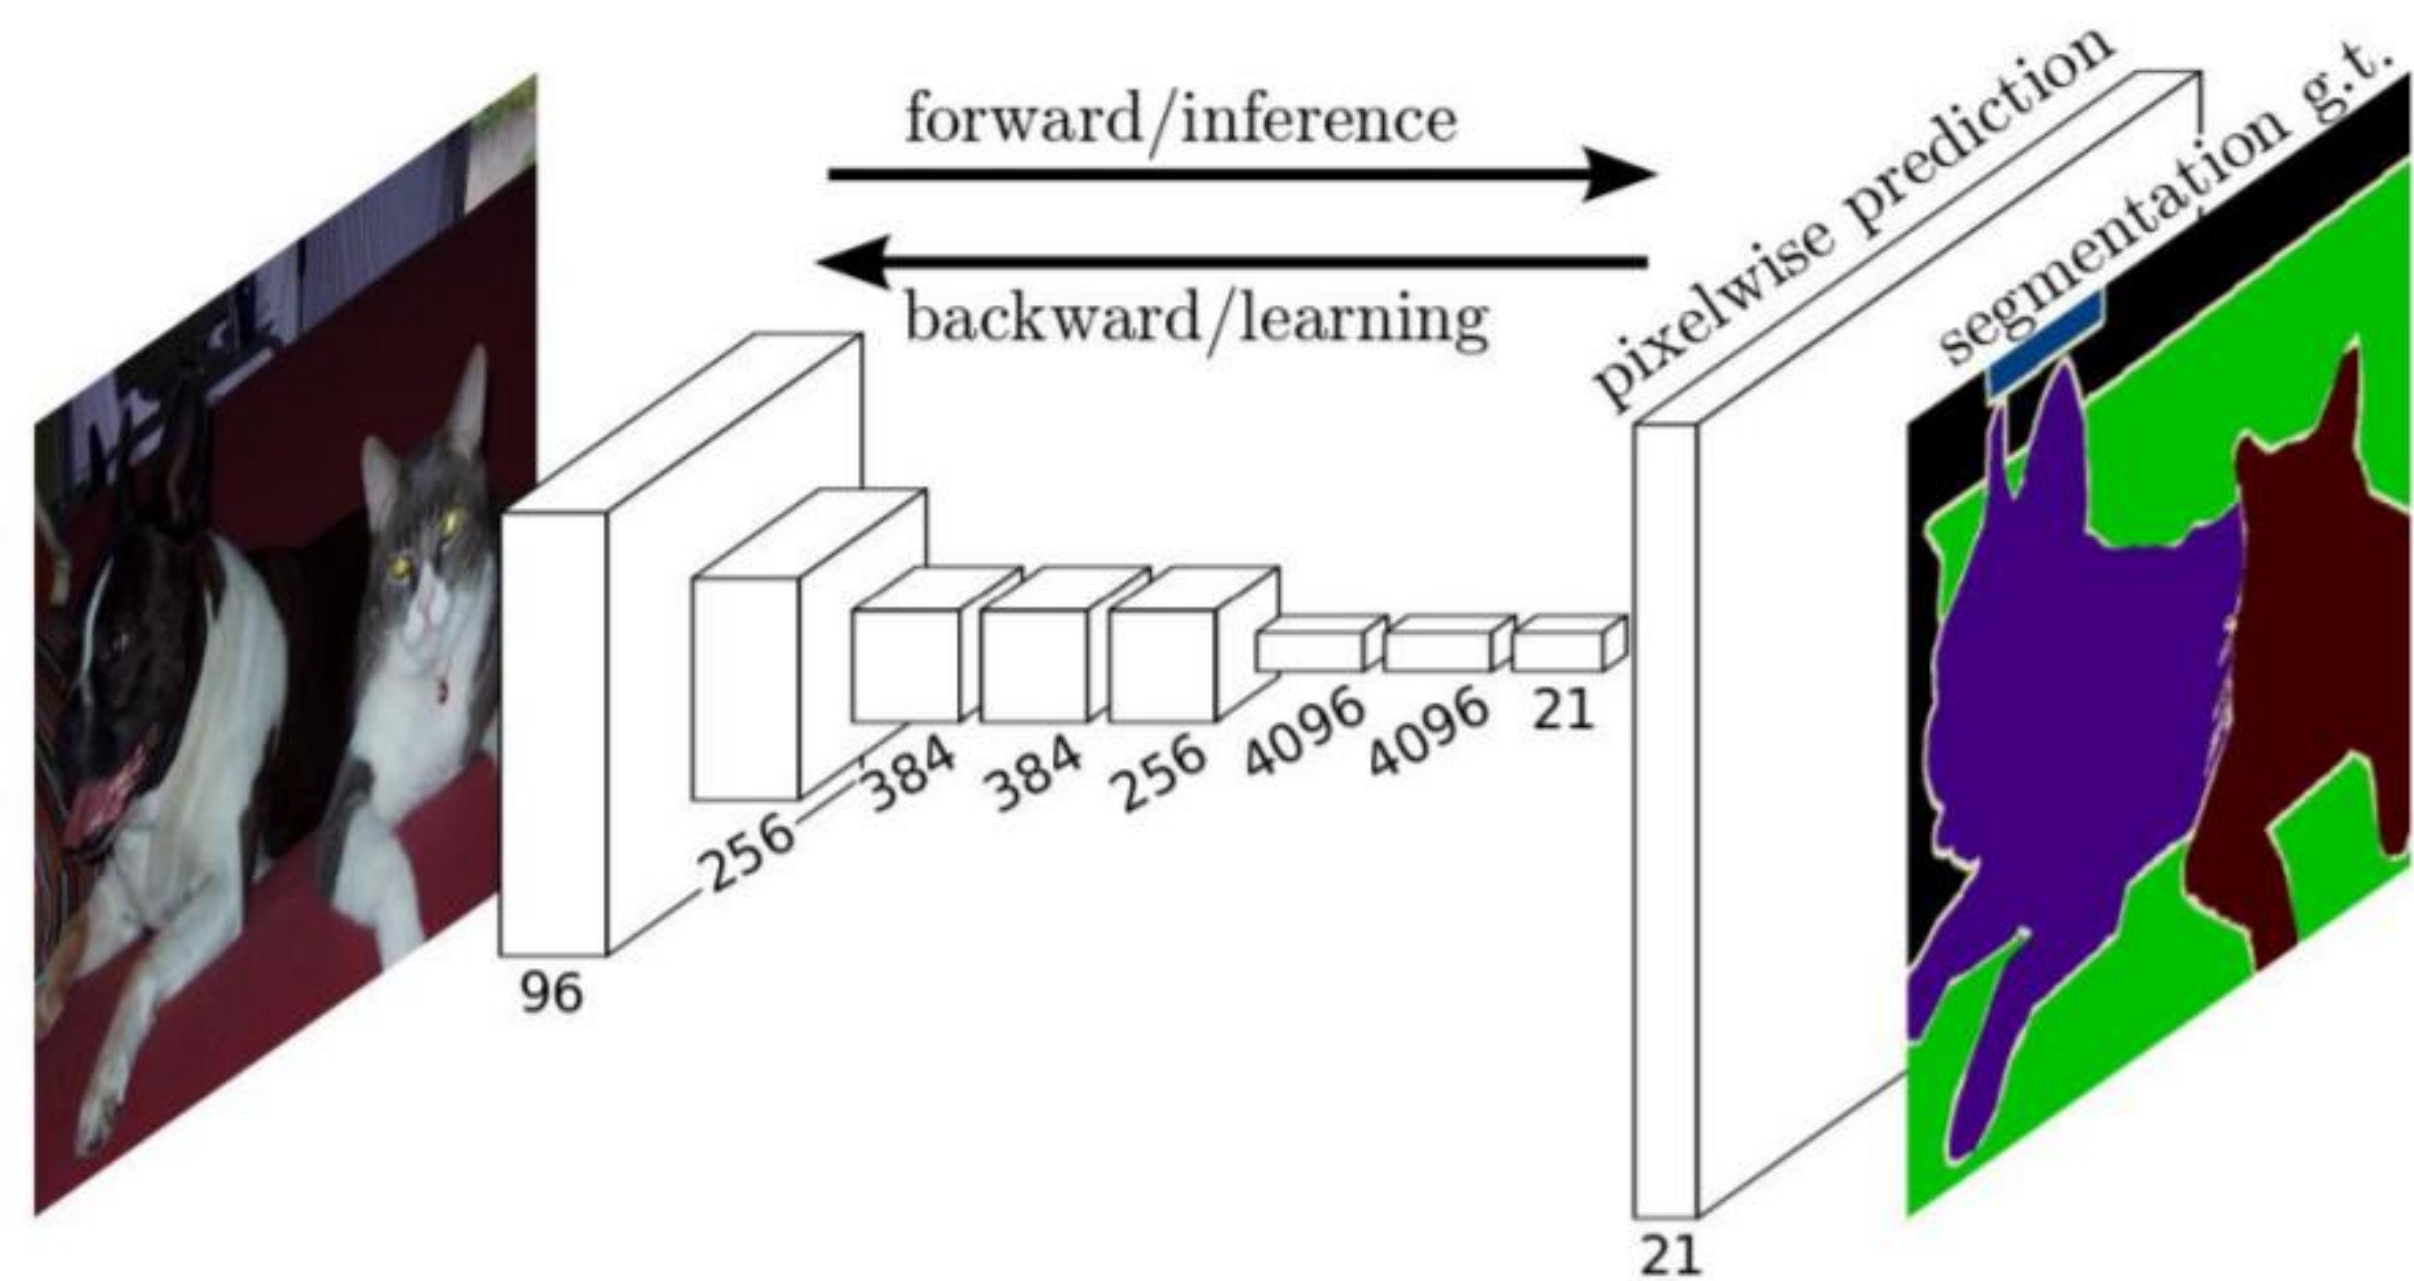 forward/inference
backward/learning
pixelwise prediction
segmentation g.t.
96
256
384
384
256
4096
4096
21
21